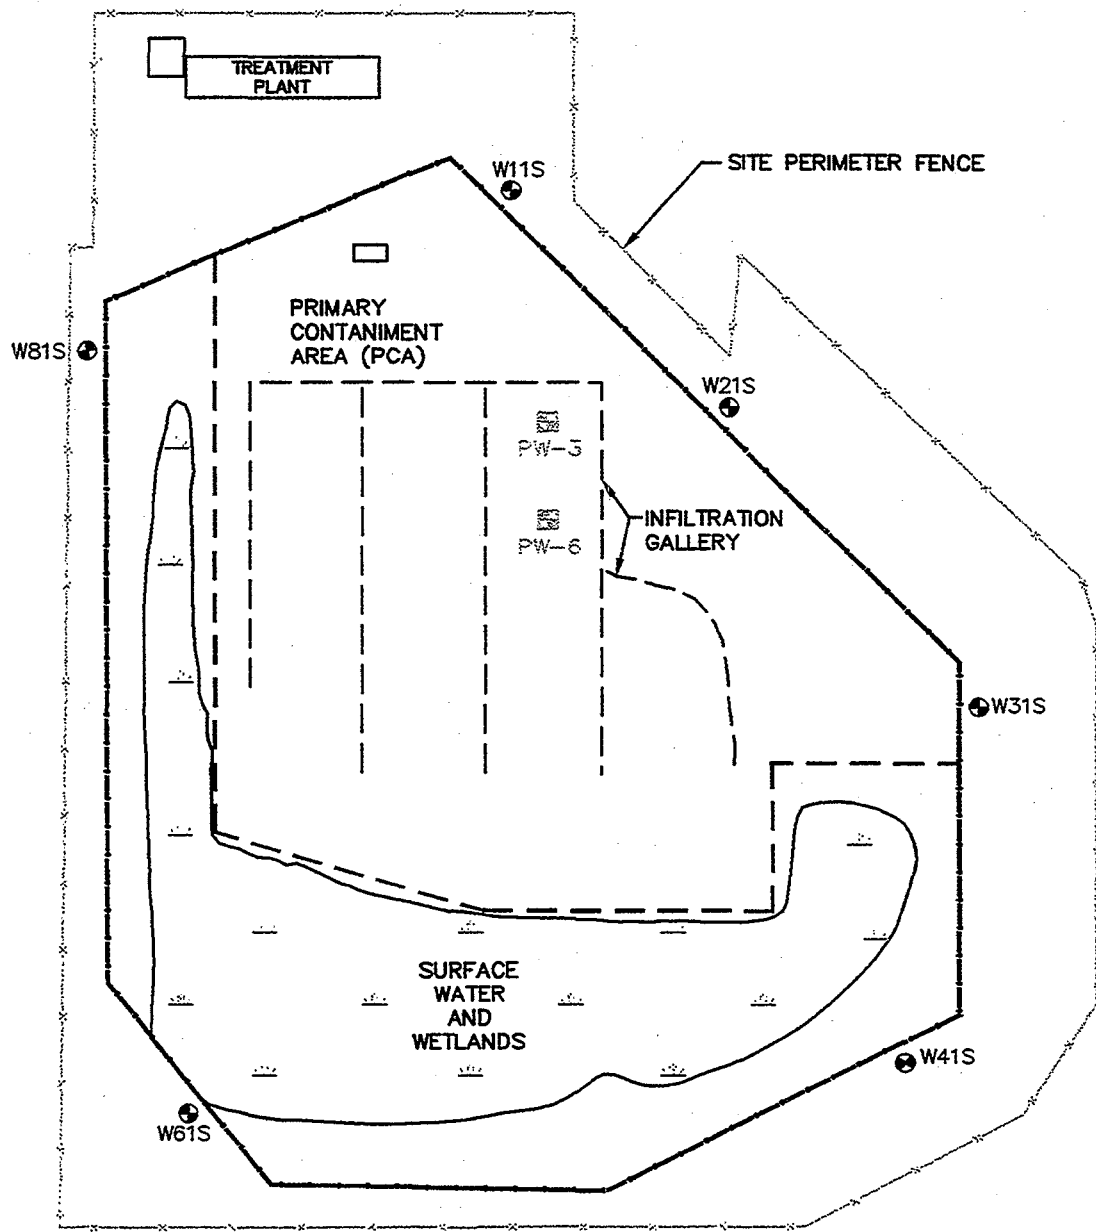 TREATMENT
PLANT
W11S
SITE PERIMETER FENCE
PRIMARY
CONTANIMENT
AREA (PCA)
W81S
W21S
PW-3
INFILTRATION
GALLERY
PW-6
W31S
SURFACE
WATER
AND
WETLANDS
W41S
W61S